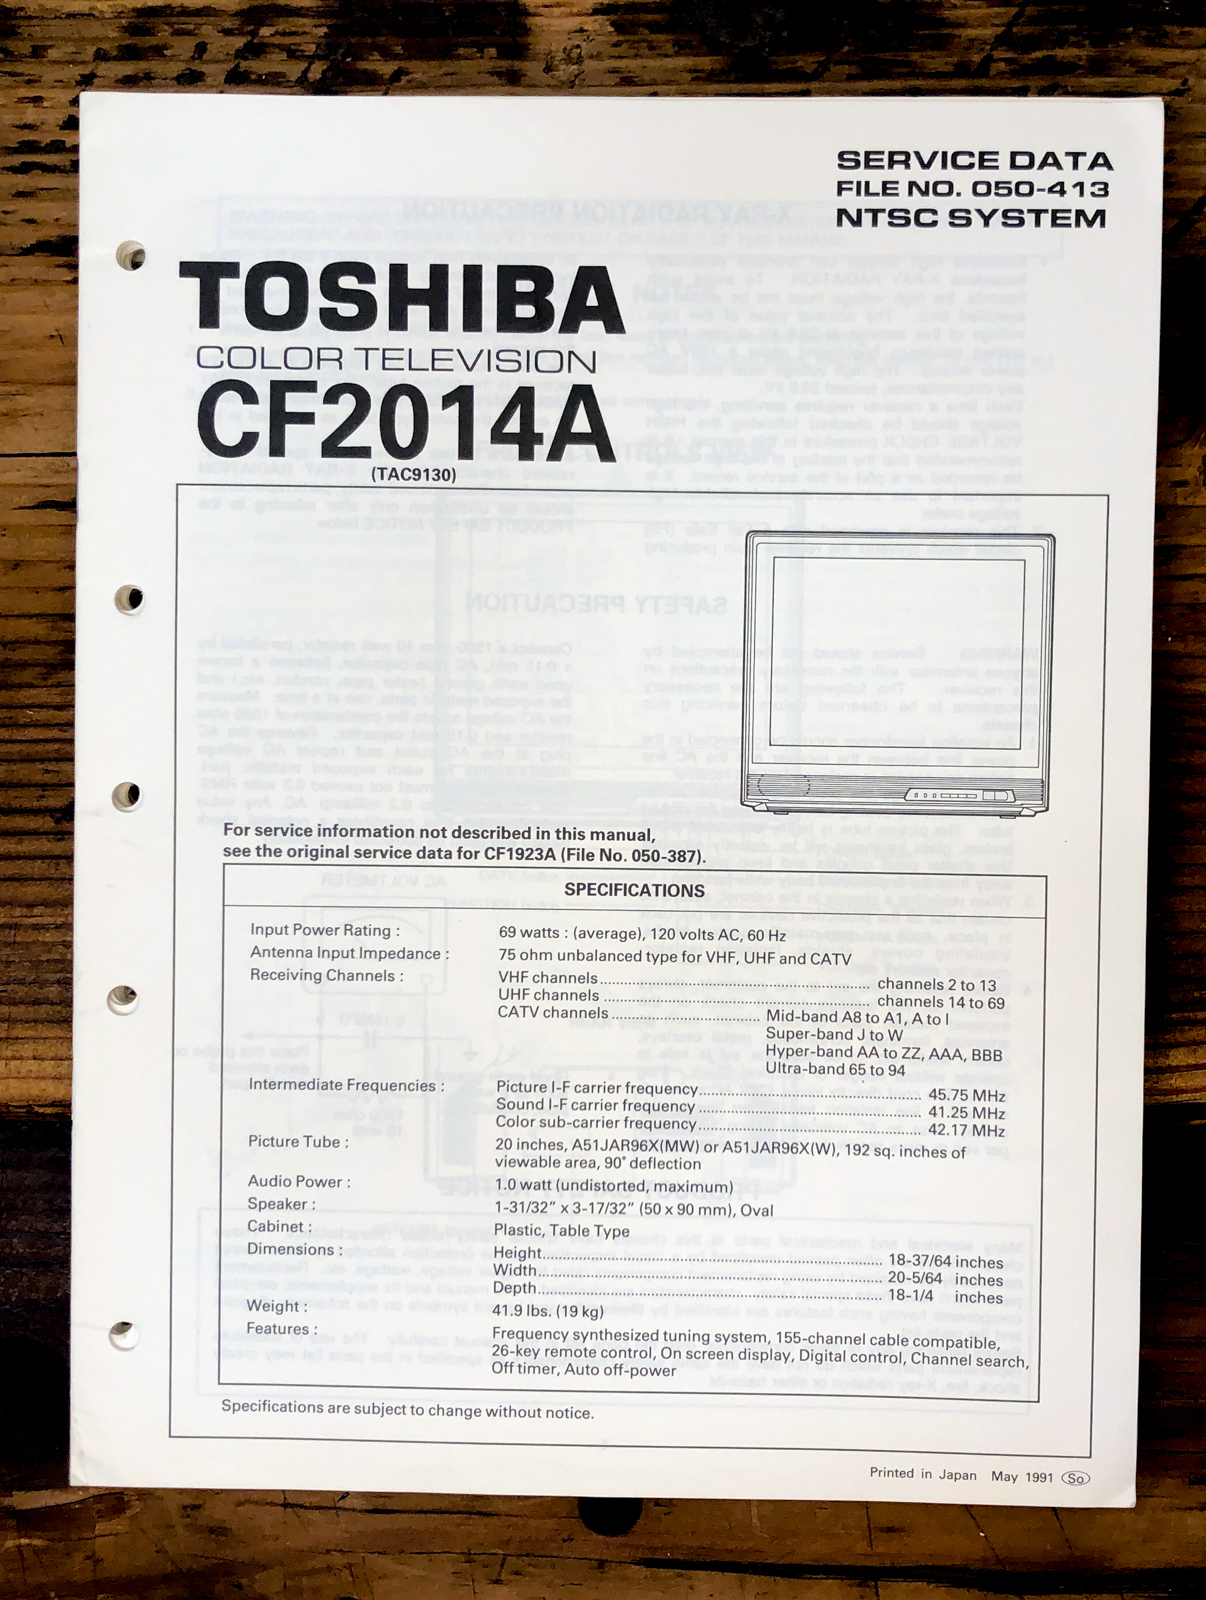 SERVICE DATA
FILE NO. 050-413
NTSC SYSTEM
TOSHIBA
COLOR TELEVISION
CF2014A
(TAC9130)
For service information not described in this manual,
see the original service data for CF1923A (File No. 050-387).
SPECIFICATIONS
Input Power Rating : 69 watts : (average), 120 volts AC, 60 Hz
Antenna Input Impedance : 75 ohm unbalanced type for VHF, UHF and CATV
Receiving Channels : VHF channels ........ channels 2 to 13
UHF channels ........ channels 14 to 69
CATV channels ........ Mid-band A8 to A1, A to I
Super-band J to W
Hyper-band AA to ZZ, AAA, BBB
Ultra-band 65 to 94
Intermediate Frequencies : Picture I-F carrier frequency ........ 45.75 MHz
Sound I-F carrier frequency ........ 41.25 MHz
Color sub-carrier frequency ........ 42.17 MHz
Picture Tube : 20 inches, A51JAR96X(MW) or A51JAR96X(W), 192 sq. inches of
viewable area, 90° deflection
Audio Power : 1.0 watt (undistorted, maximum)
Speaker : 1-31/32" x 3-17/32" (50 x 90 mm), Oval
Cabinet : Plastic, Table Type
Dimensions : Height ........ 18-37/64 inches
Width ........ 20-5/64 inches
Depth ........ 18-1/4 inches
Weight : 41.9 lbs. (19 kg)
Features : Frequency synthesized tuning system, 155-channel cable compatible,
26-key remote control, On screen display, Digital control, Channel search,
Off timer, Auto off-power
Specifications are subject to change without notice.
Printed in Japan May 1991 So